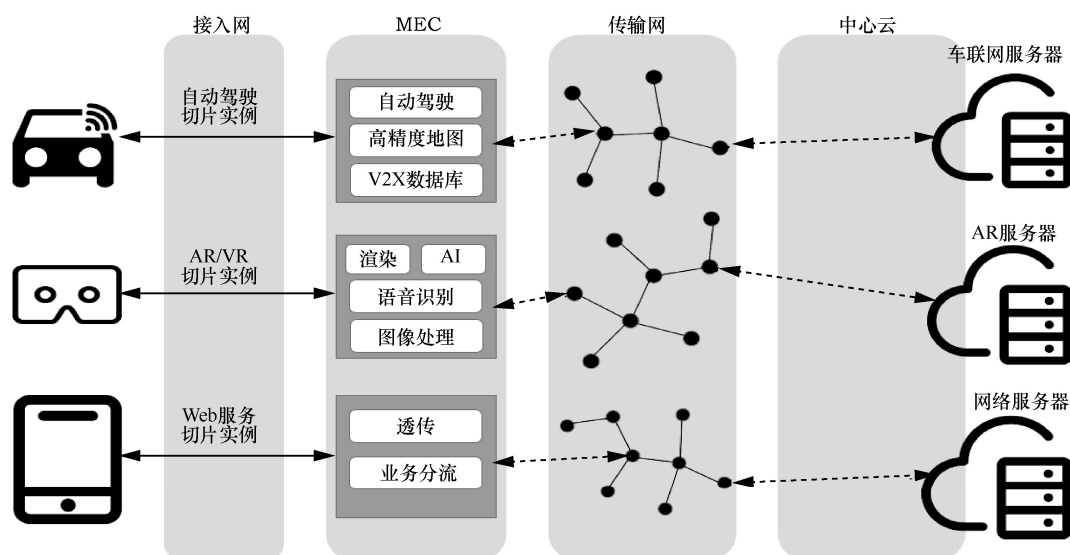 接入网
MEC
传输网
中心云
车联网服务器
自动驾驶
切片实例
自动驾驶
高精度地图
V2X数据库
AR/VR
切片实例
渲染
AI
语音识别
图像处理
AR服务器
Web服务
切片实例
透传
业务分流
网络服务器